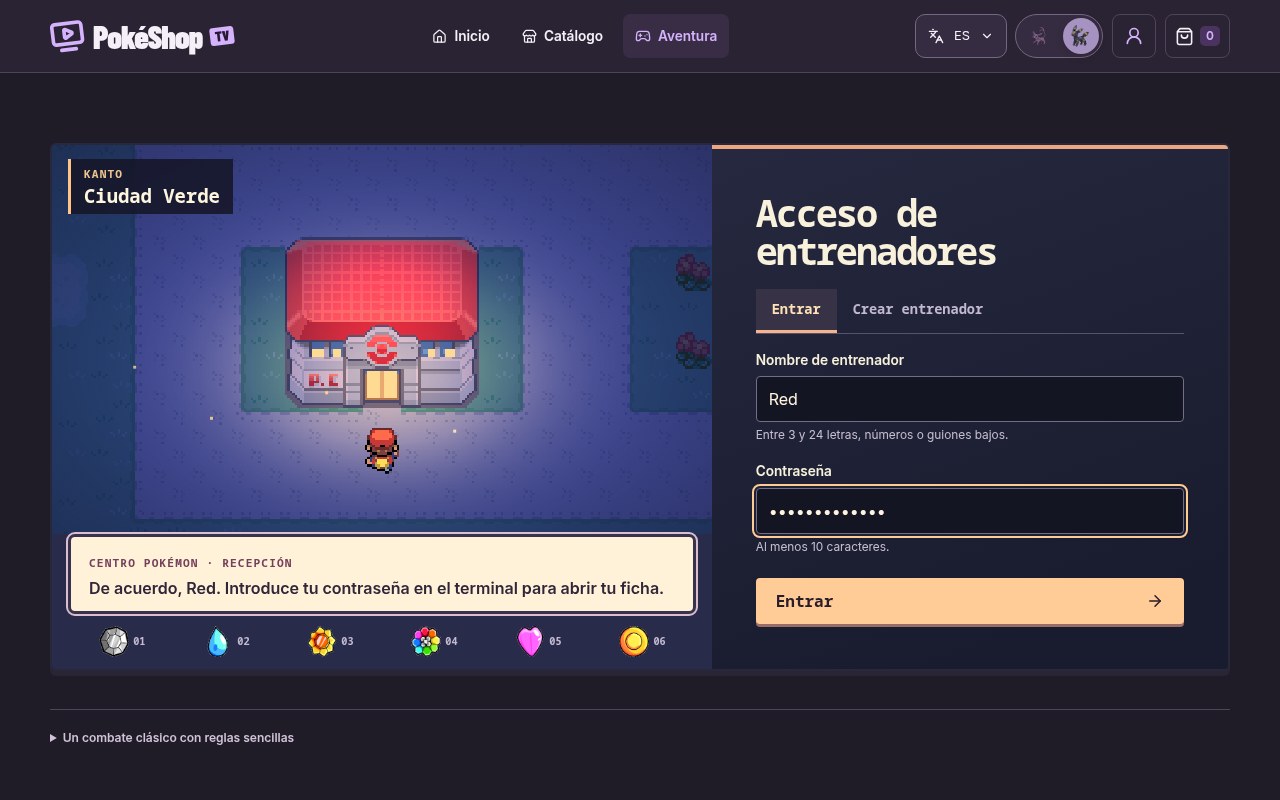 PokéShop TV
Inicio
Catálogo
Aventura
ES
0
KANTO
Ciudad Verde
P.C
CENTRO POKÉMON · RECEPCIÓN
De acuerdo, Red. Introduce tu contraseña en el terminal para abrir tu ficha.
01
02
03
04
05
06
Acceso de
entrenadores
Entrar
Crear entrenador
Nombre de entrenador
Red
Entre 3 y 24 letras, números o guiones bajos.
Contraseña
•••••••••••••
Al menos 10 caracteres.
Entrar
Un combate clásico con reglas sencillas